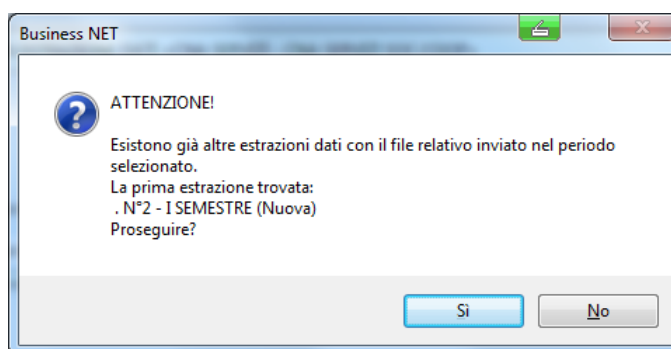 Business NET
ATTENZIONE!
Esistono già altre estrazioni dati con il file relativo inviato nel periodo
selezionato.
La prima estrazione trovata:
. N°2 - I SEMESTRE (Nuova)
Proseguire?
Sì
No